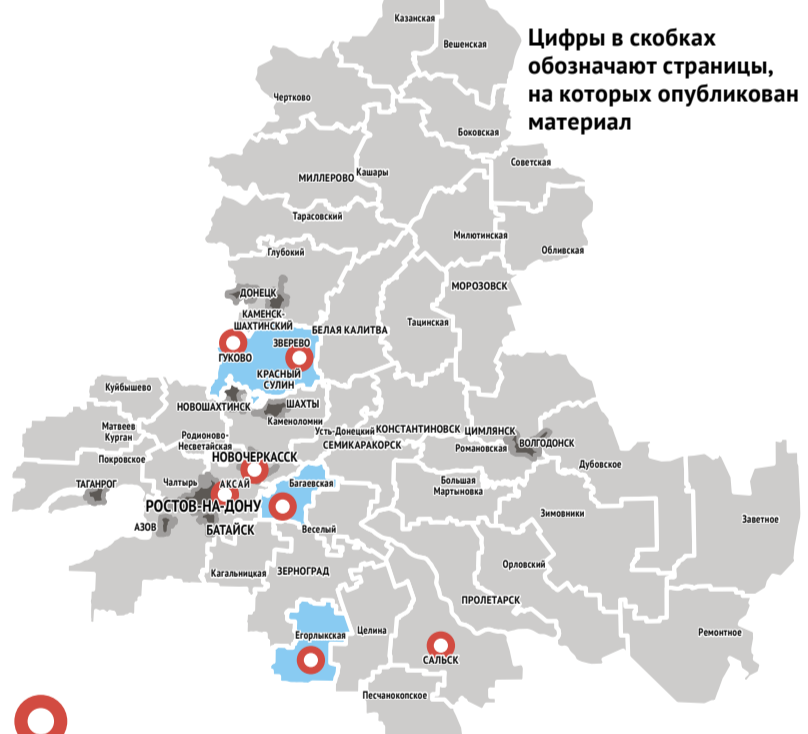 Казанская
Вешенская
Цифры в скобках
обозначают страницы,
на которых опубликован
материал
Чертково
Боковская
Советская
МИЛЛЕРОВО
Кашары
Тарасовский
Милютинская
Обливская
Глубокий
МОРОЗОВСК
ДОНЕЦК
КАМЕНСК-
ШАХТИНСКИЙ
БЕЛАЯ КАЛИТВА
Тацинская
ЗВЕРЕВО
ГУКОВО
КРАСНЫЙ
СУЛИН
Куйбышево
НОВОШАХТИНСК
ШАХТЫ
Каменоломни
Матвеев
Курган
Родионово-
Несветайская
Усть-Донецкий
КОНСТАНТИНОВСК
ЦИМЛЯНСК
СЕМИКАРАКОРСК
Романовская
ВОЛГОДОНСК
Покровское
НОВОЧЕРКАССК
Дубовское
ТАГАНРОГ
Чалтырь
АКСАЙ
Багаевская
Большая
Мартыновка
РОСТОВ-НА-ДОНУ
Зимовники
Заветное
АЗОВ
БАТАЙСК
Веселый
Кагальницкая
ЗЕРНОГРАД
Орловский
ПРОЛЕТАРСК
Егорлыкская
Целина
Ремонтное
САЛЬСК
Песчанокопское